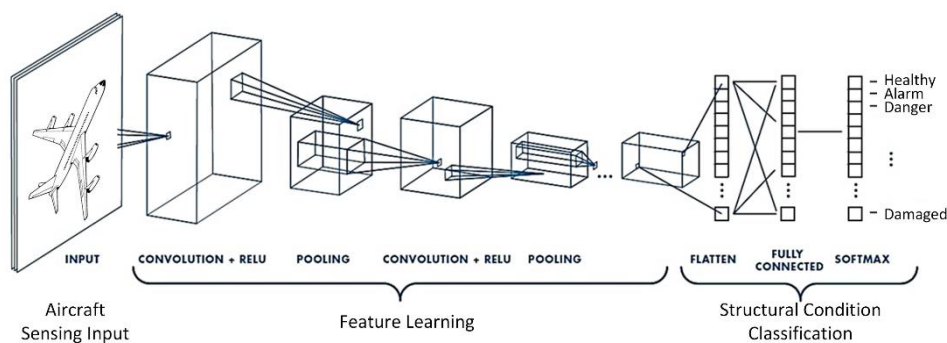 Healthy
Alarm
Danger
...
Damaged
INPUT
CONVOLUTION + RELU
POOLING
CONVOLUTION + RELU
POOLING
...
FLATTEN
FULLY
CONNECTED
SOFTMAX
Aircraft
Sensing Input
Feature Learning
Structural Condition
Classification